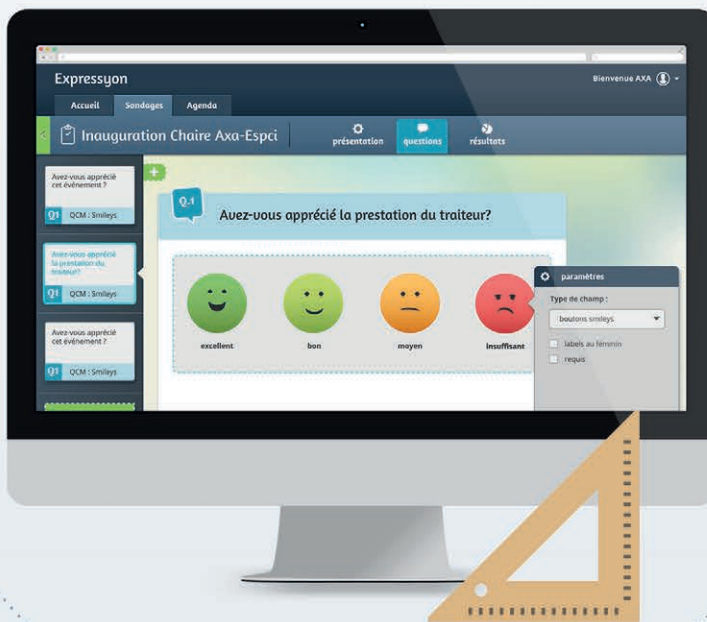 Expressyon
Bienvenue AXA
Accueil Sondages Agenda
Inauguration Chaire Axa-Espci
présentation questions résultats
Avez-vous apprécié
cet événement ?
Q1 QCM : Smileys
Avez-vous apprécié
la prestation du
traiteur?
Q1 QCM : Smileys
Avez-vous apprécié
cet événement ?
Q1 QCM : Smileys
Q.1
Avez-vous apprécié la prestation du traiteur?
excellent bon moyen insuffisant
paramètres
Type de champ :
boutons smileys
labels au féminin
requis